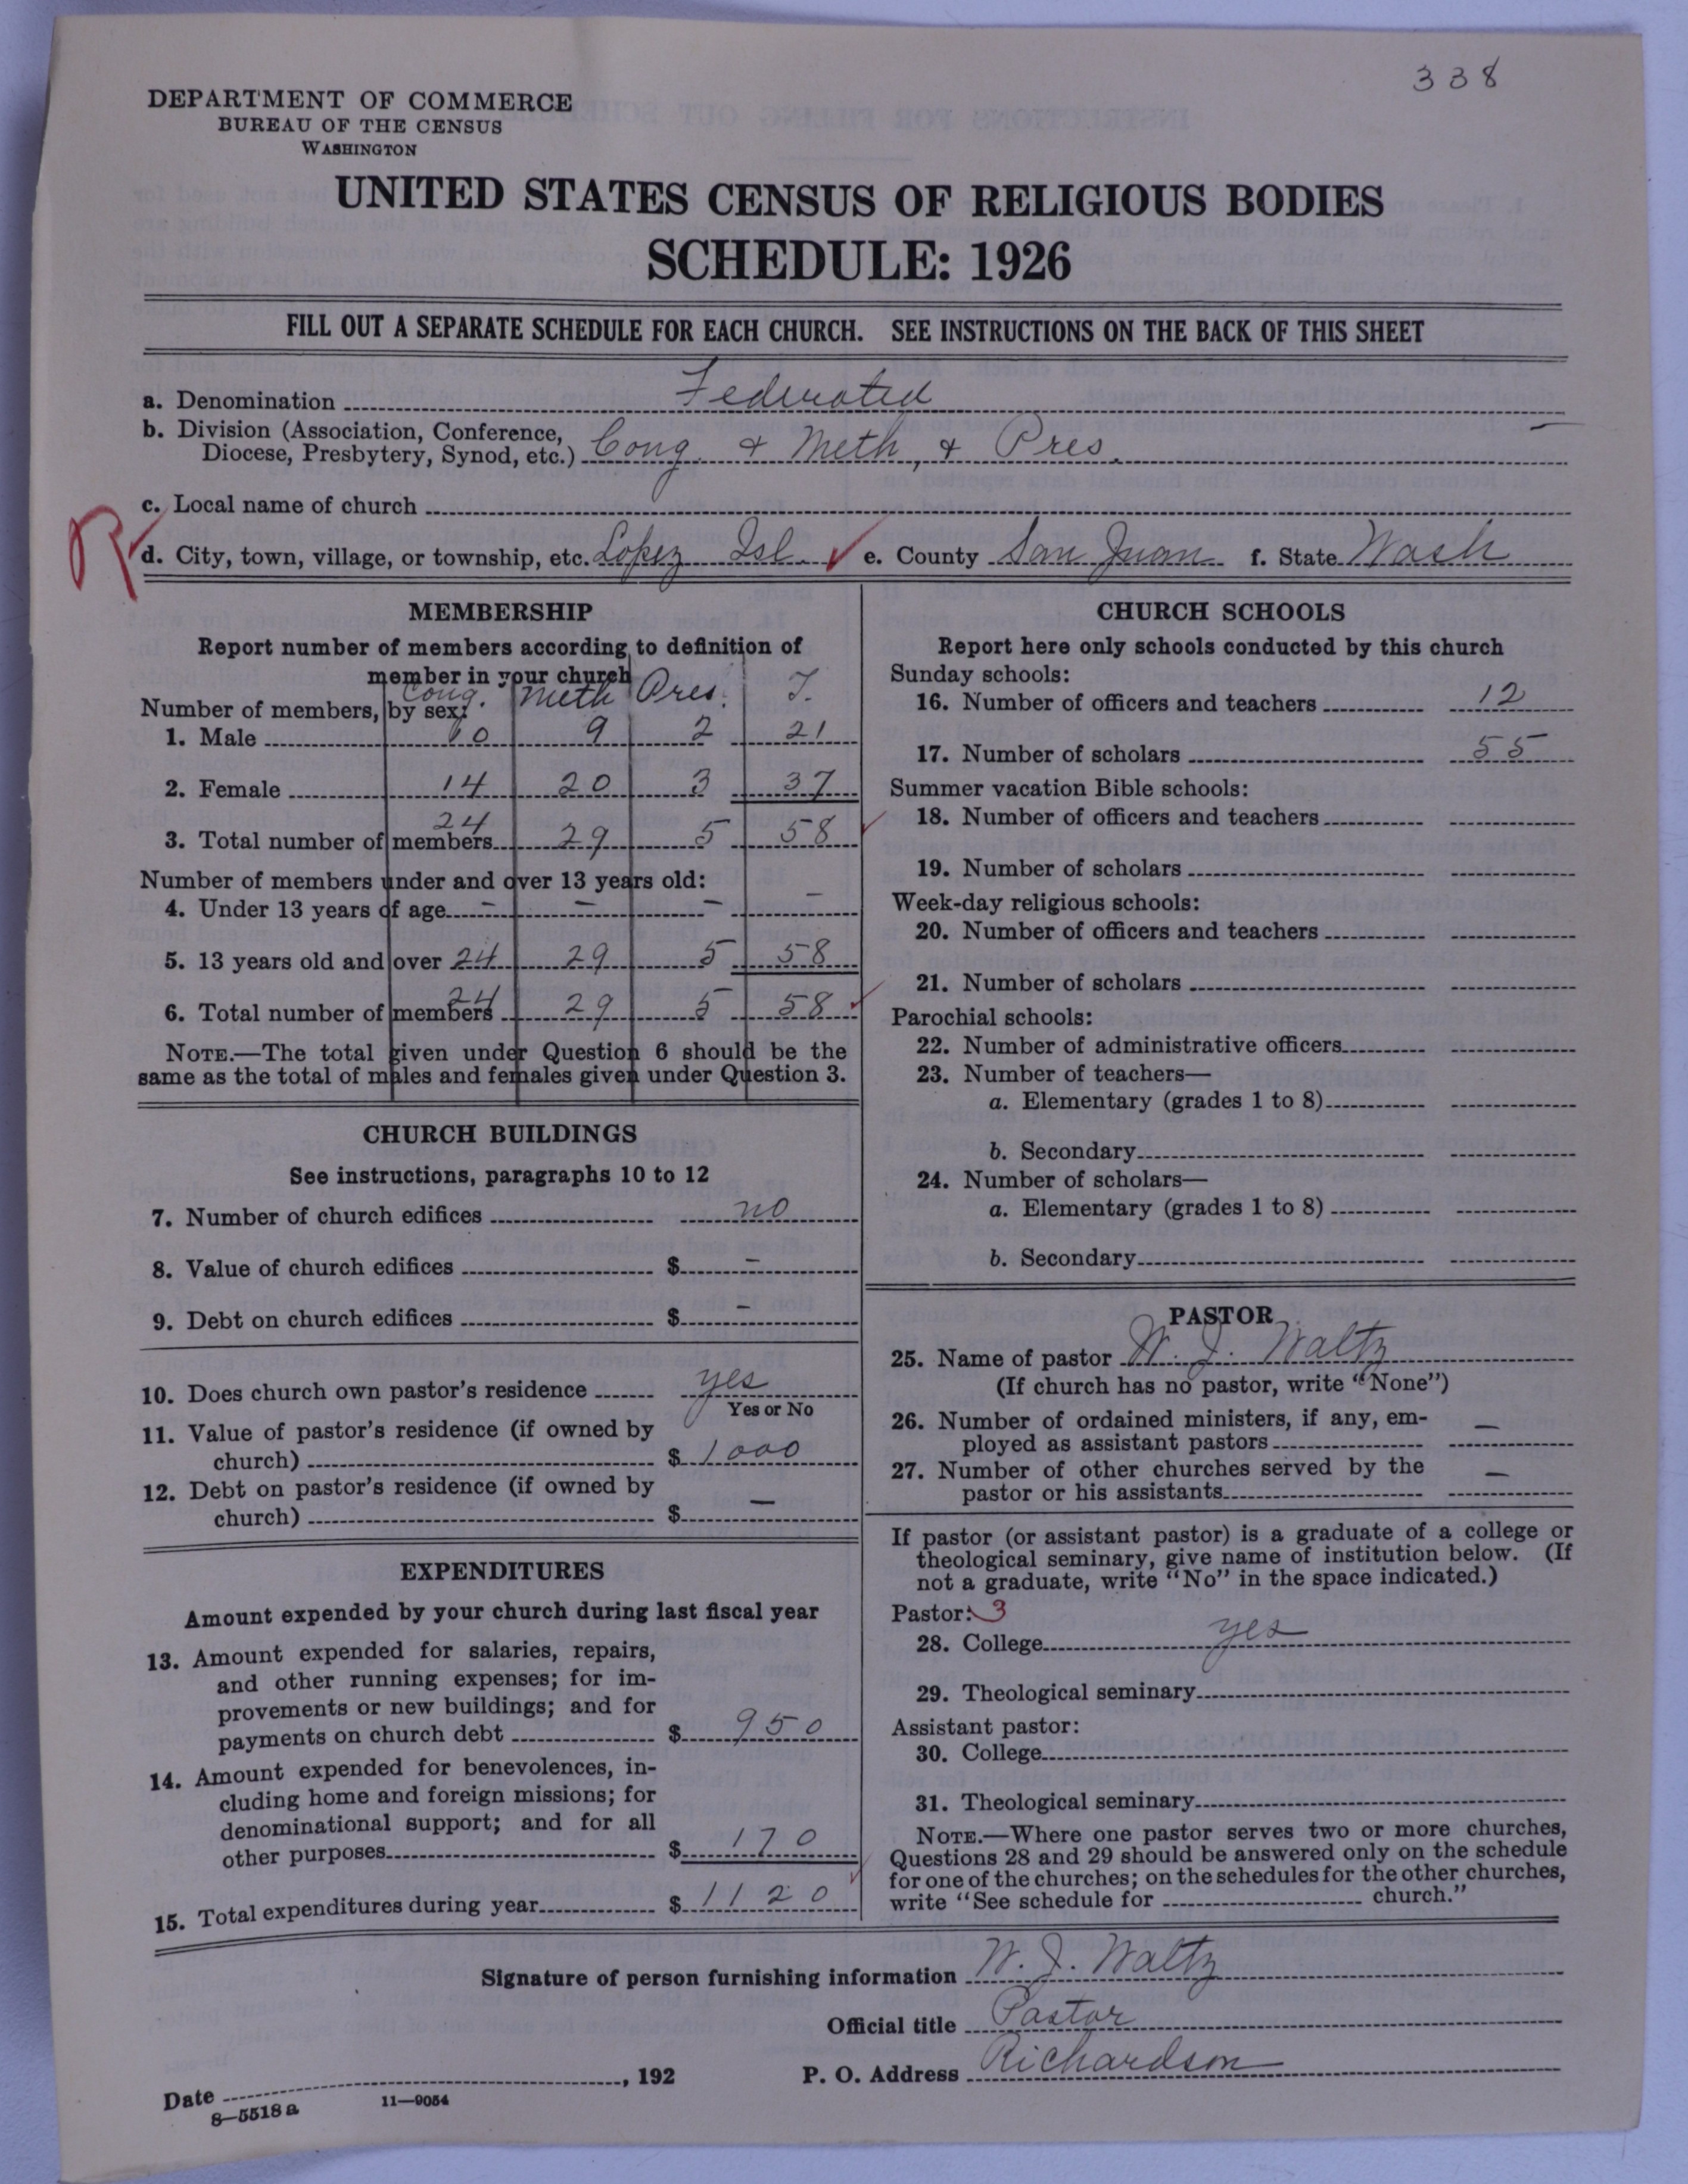 338
DEPARTMENT OF COMMERCE
BUREAU OF THE CENSUS
WASHINGTON
UNITED STATES CENSUS OF RELIGIOUS BODIES
SCHEDULE: 1926
FILL OUT A SEPARATE SCHEDULE FOR EACH CHURCH. SEE INSTRUCTIONS ON THE BACK OF THIS SHEET
a. Denomination Federated
b. Division (Association, Conference,
Diocese, Presbytery, Synod, etc.) Cong. & Meth, & Pres.
c. Local name of church
R
d. City, town, village, or township, etc. Lopez Isl. e. County San Juan f. State Wash
MEMBERSHIP
Report number of members according to definition of
member in your church
Cong. Meth Pres. T.
Number of members, by sex:
1. Male 10 9 2 21
2. Female 14 20 3 37
3. Total number of members 24 29 5 58
Number of members under and over 13 years old:
4. Under 13 years of age - - - -
5. 13 years old and over 24 29 5 58
6. Total number of members 24 29 5 58
NOTE.—The total given under Question 6 should be the
same as the total of males and females given under Question 3.
CHURCH BUILDINGS
See instructions, paragraphs 10 to 12
7. Number of church edifices no
8. Value of church edifices $ -
9. Debt on church edifices $ -
10. Does church own pastor's residence yes
Yes or No
11. Value of pastor's residence (if owned by
church) $ 1000
12. Debt on pastor's residence (if owned by
church) $ —
EXPENDITURES
Amount expended by your church during last fiscal year
13. Amount expended for salaries, repairs,
and other running expenses; for im-
provements or new buildings; and for
payments on church debt $ 950
14. Amount expended for benevolences, in-
cluding home and foreign missions; for
denominational support; and for all
other purposes $ 170
15. Total expenditures during year $ 1120
CHURCH SCHOOLS
Report here only schools conducted by this church
Sunday schools:
16. Number of officers and teachers 12
17. Number of scholars 55
Summer vacation Bible schools:
18. Number of officers and teachers
19. Number of scholars
Week-day religious schools:
20. Number of officers and teachers
21. Number of scholars
Parochial schools:
22. Number of administrative officers
23. Number of teachers—
a. Elementary (grades 1 to 8)
b. Secondary
24. Number of scholars—
a. Elementary (grades 1 to 8)
b. Secondary
PASTOR
25. Name of pastor W. J. Waltz
(If church has no pastor, write "None")
26. Number of ordained ministers, if any, em-
ployed as assistant pastors —
27. Number of other churches served by the
pastor or his assistants —
If pastor (or assistant pastor) is a graduate of a college or
theological seminary, give name of institution below. (If
not a graduate, write "No" in the space indicated.)
Pastor: 3
28. College yes
29. Theological seminary
Assistant pastor:
30. College
31. Theological seminary
NOTE.—Where one pastor serves two or more churches,
Questions 28 and 29 should be answered only on the schedule
for one of the churches; on the schedules for the other churches,
write "See schedule for church."
Signature of person furnishing information W. J. Waltz
Official title Pastor
Date , 192 P. O. Address Richardson
8—5518 a 11—9054